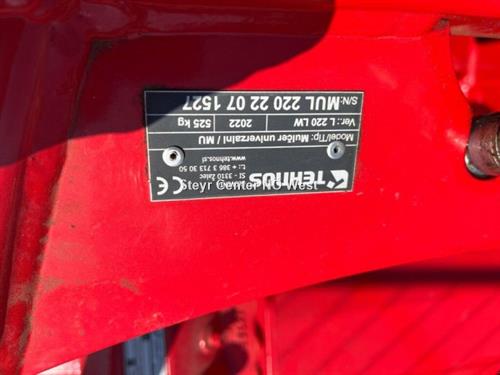 TEHNOS
SI - 3310 Žalec
t.: + 386 3 713 30 50
www.tehnos.si
CE
Model/Tip: Mulčer univerzalni / MU
Ver.: L 220 LW 2022 525 kg
S/N: MUL 220 22 07 1527
Steyr Center NÖ West